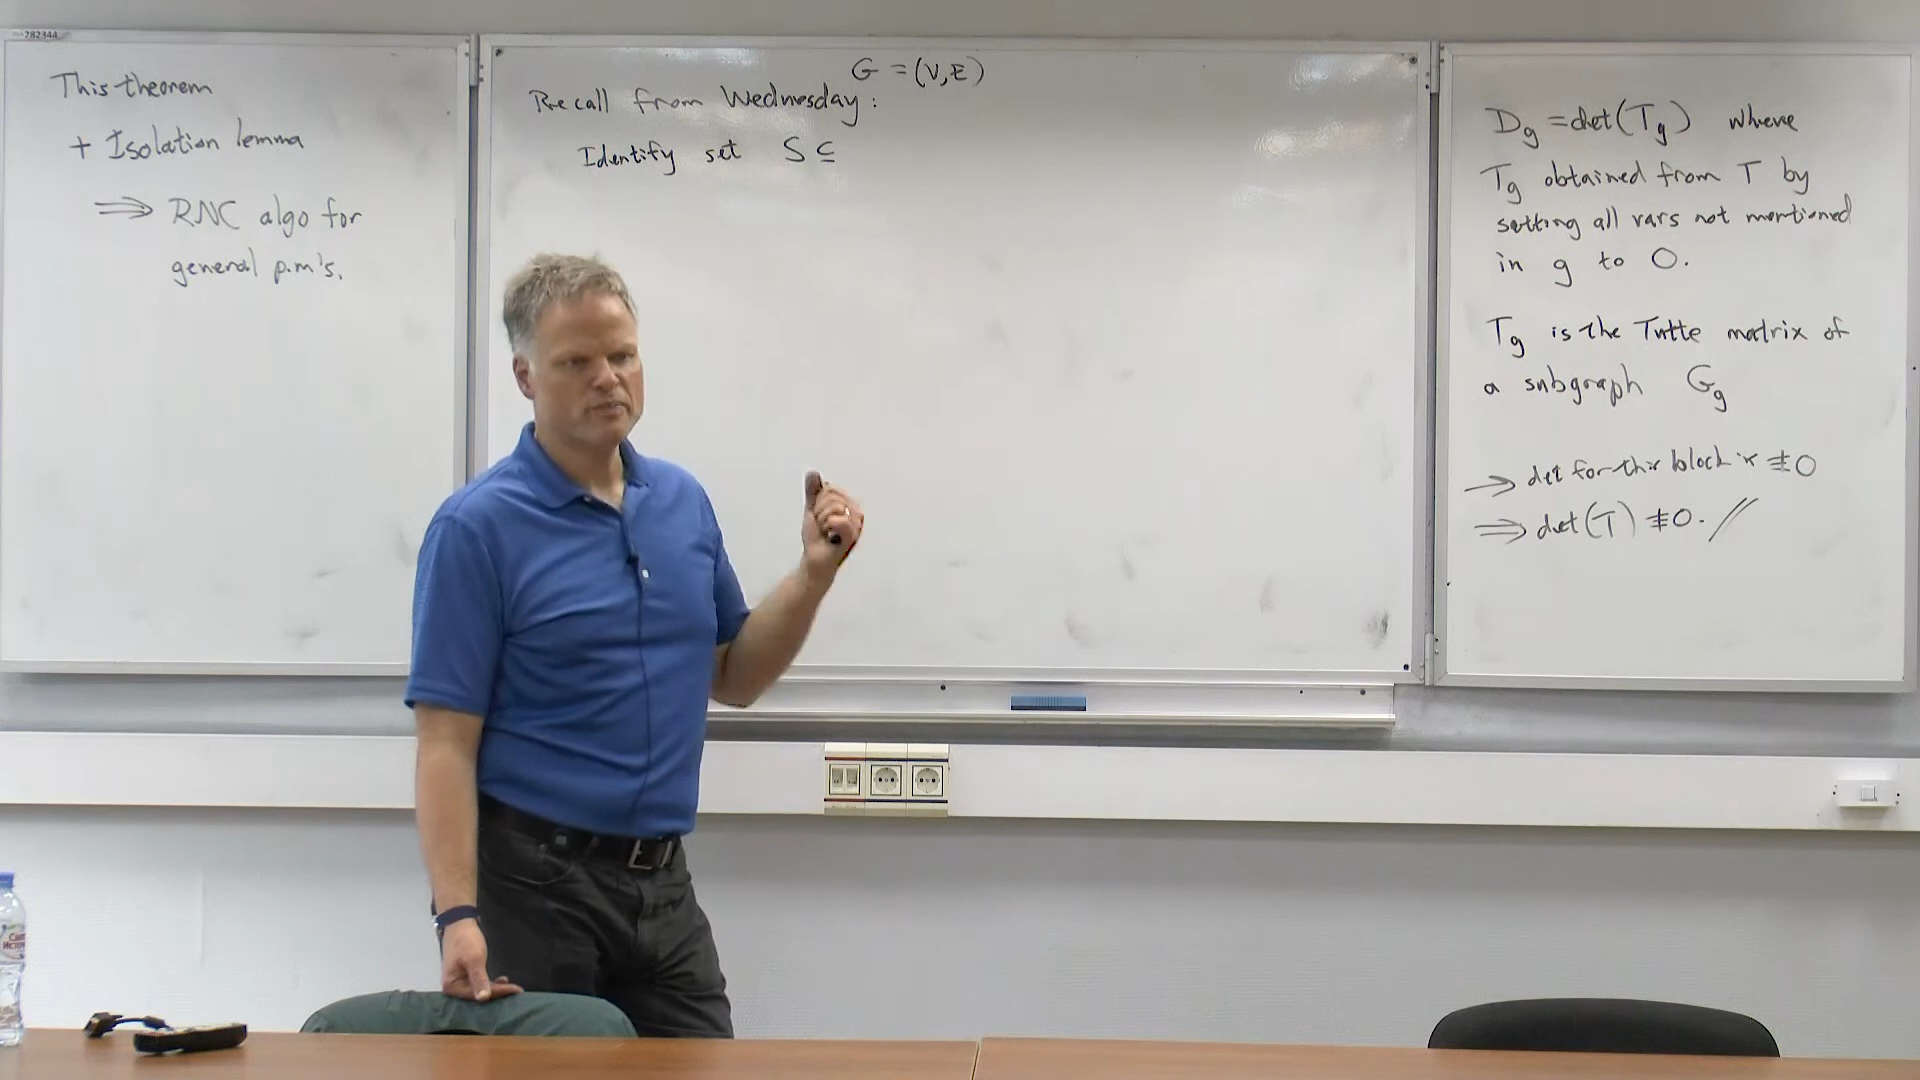 782344
This theorem
+ Isolation lemma
⟹ RNC algo for
general p.m's.
G = (V,E)
Recall from Wednesday:
Identify set S ⊆
D_g = det(T_g) where
T_g obtained from T by
setting all vars not mentioned
in g to 0.
T_g is the Tutte matrix of
a subgraph G_g
→ det for this block is ≢ 0
⟹ det(T) ≢ 0. //